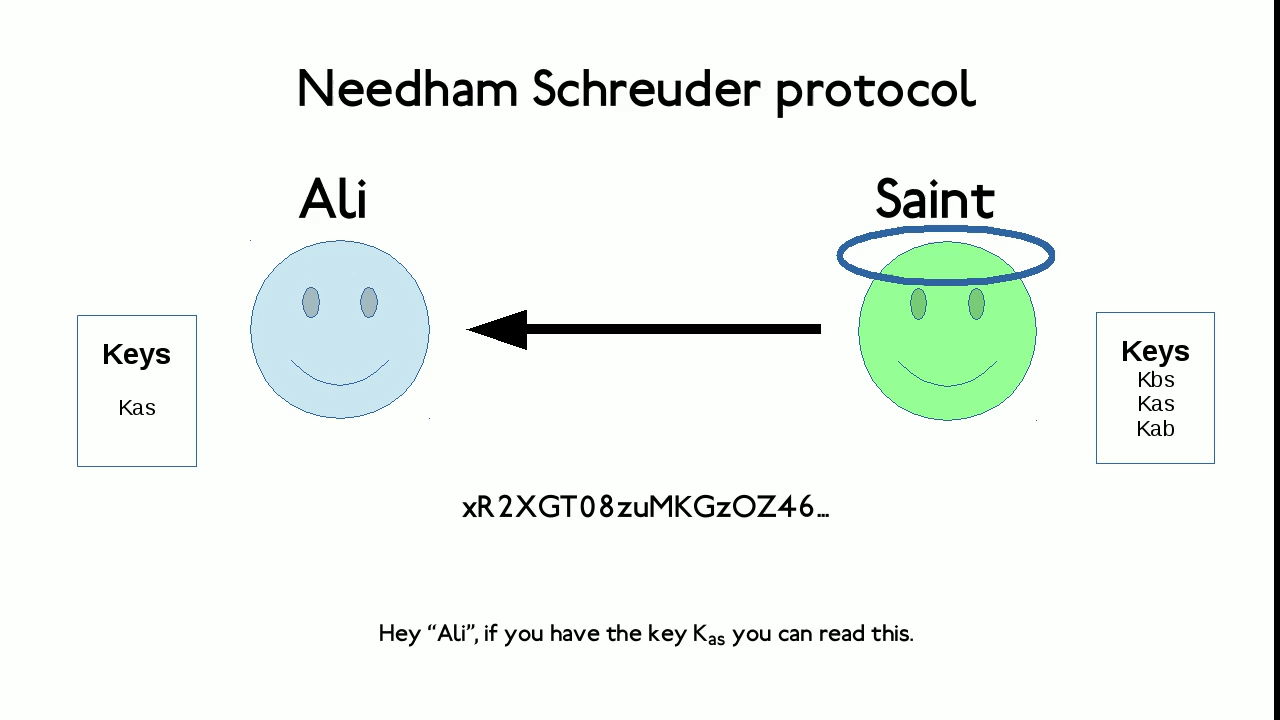 Needham Schreuder protocol
Ali
Saint
Keys
Kas
Keys
Kbs
Kas
Kab
xR2XGT08zuMKGzOZ46...
Hey “Ali”, if you have the key Kas you can read this.